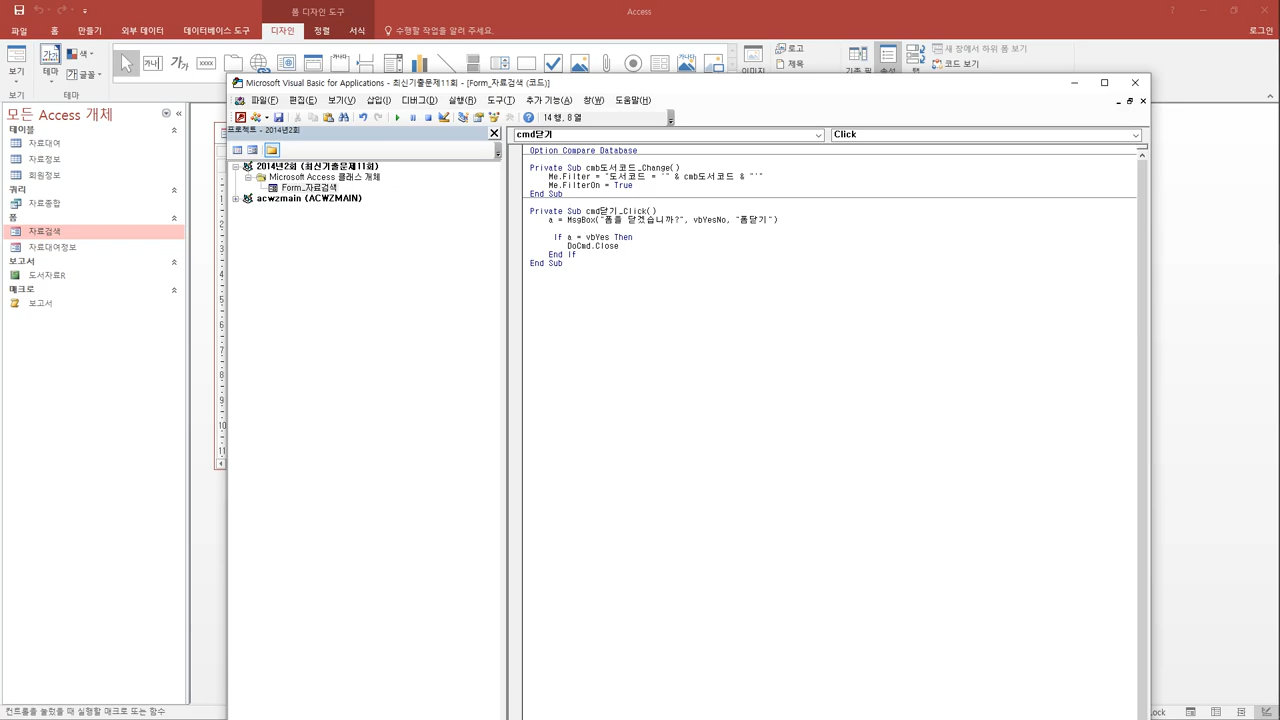 폼 디자인 도구
Access
파일
홈
만들기
외부 데이터
데이터베이스 도구
디자인
정렬
서식
수행할 작업을 알려 주세요.
로그인
보기
테마
색
글꼴
로고
제목
새 창에서 하위 폼 보기
코드 보기
보기
테마
Microsoft Visual Basic for Applications - 최신기출문제11회 - [Form_자료검색 (코드)]
파일(F) 편집(E) 보기(V) 삽입(I) 디버그(D) 실행(R) 도구(T) 추가 기능(A) 창(W) 도움말(H)
14 행, 8 열
모든 Access 개체
테이블
자료대여
자료정보
회원정보
쿼리
자료종합
폼
자료검색
자료대여정보
보고서
도서자료R
매크로
보고서
프로젝트 - 2014년2회
2014년2회 (최신기출문제11회)
Microsoft Access 클래스 개체
Form_자료검색
acwzmain (ACWZMAIN)
cmd닫기
Click
Option Compare Database
Private Sub cmb도서코드_Change()
Me.Filter = "도서코드 = '" & cmb도서코드 & "'"
Me.FilterOn = True
End Sub
Private Sub cmd닫기_Click()
a = MsgBox("폼을 닫겠습니까?", vbYesNo, "폼닫기")
If a = vbYes Then
DoCmd.Close
End If
End Sub
1
2
3
4
5
6
7
8
9
10
11
컨트롤을 눌렀을 때 실행할 매크로 또는 함수